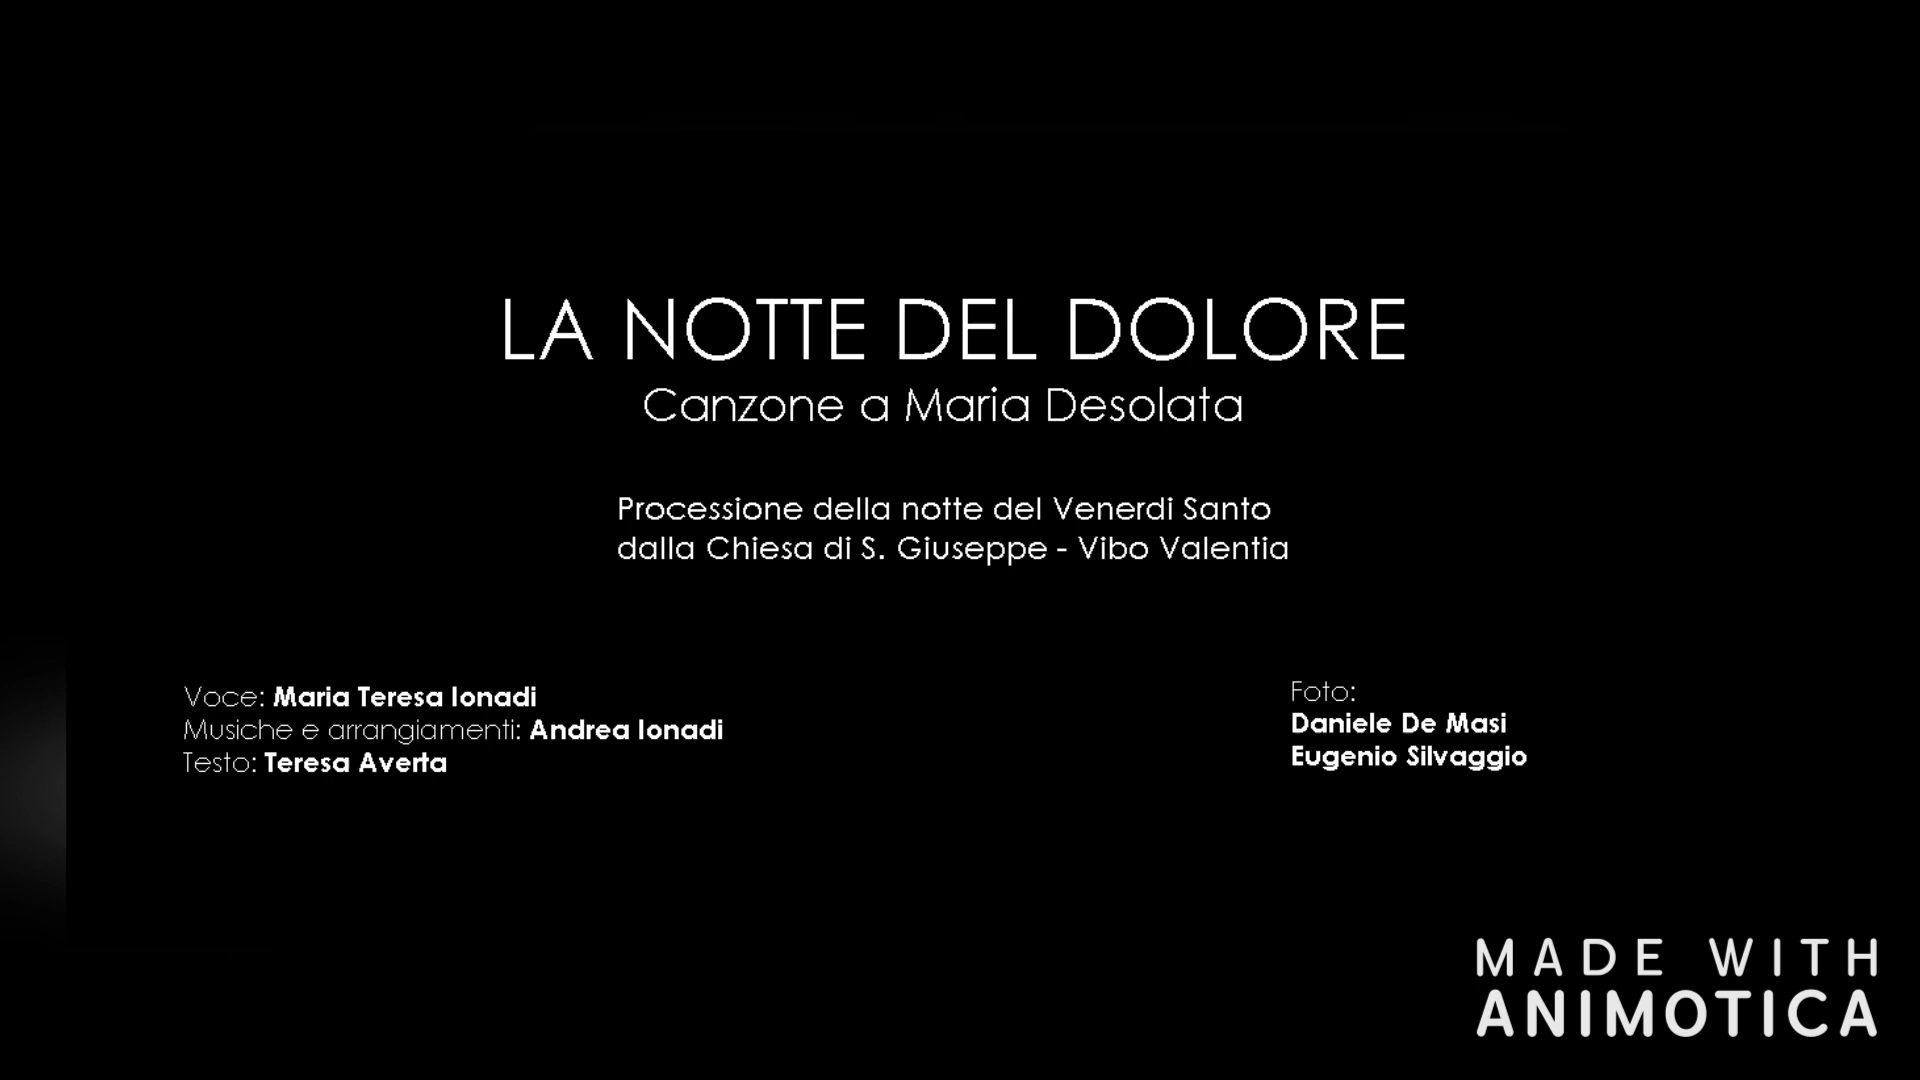 LA NOTTE DEL DOLORE
Canzone a Maria Desolata
Processione della notte del Venerdi Santo
dalla Chiesa di S. Giuseppe - Vibo Valentia
Voce: Maria Teresa Ionadi
Musiche e arrangiamenti: Andrea Ionadi
Testo: Teresa Averta
Foto:
Daniele De Masi
Eugenio Silvaggio
MADE WITH
ANIMOTICA